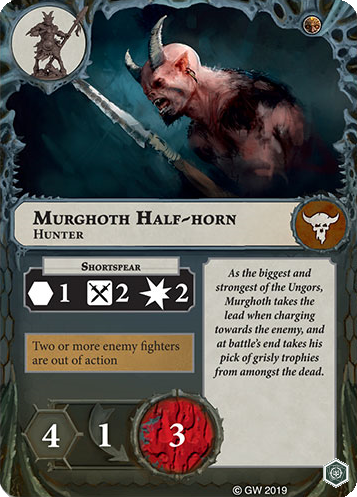 Murghoth Half-horn
Hunter
Shortspear
1 2 2
Two or more enemy fighters
are out of action
As the biggest and
strongest of the Ungors,
Murghoth takes the
lead when charging
towards the enemy, and
at battle's end takes his
pick of grisly trophies
from amongst the dead.
4 1 3
© GW 2019